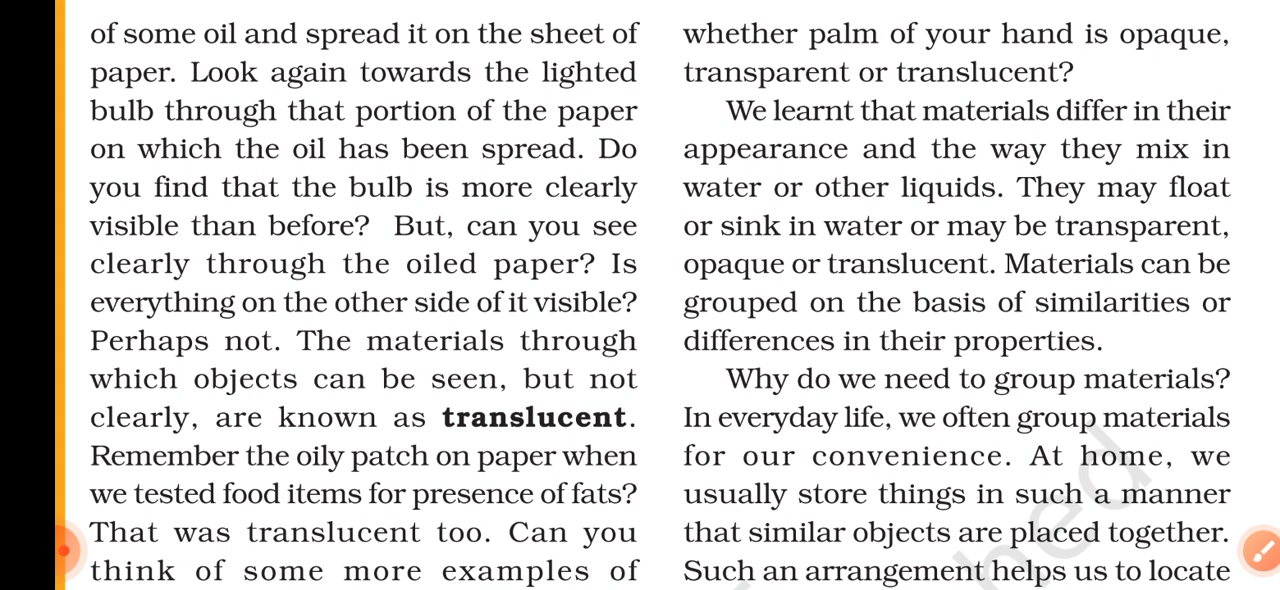 of some oil and spread it on the sheet of
paper. Look again towards the lighted
bulb through that portion of the paper
on which the oil has been spread. Do
you find that the bulb is more clearly
visible than before? But, can you see
clearly through the oiled paper? Is
everything on the other side of it visible?
Perhaps not. The materials through
which objects can be seen, but not
clearly, are known as translucent.
Remember the oily patch on paper when
we tested food items for presence of fats?
That was translucent too. Can you
think of some more examples of
whether palm of your hand is opaque,
transparent or translucent?
We learnt that materials differ in their
appearance and the way they mix in
water or other liquids. They may float
or sink in water or may be transparent,
opaque or translucent. Materials can be
grouped on the basis of similarities or
differences in their properties.
Why do we need to group materials?
In everyday life, we often group materials
for our convenience. At home, we
usually store things in such a manner
that similar objects are placed together.
Such an arrangement helps us to locate